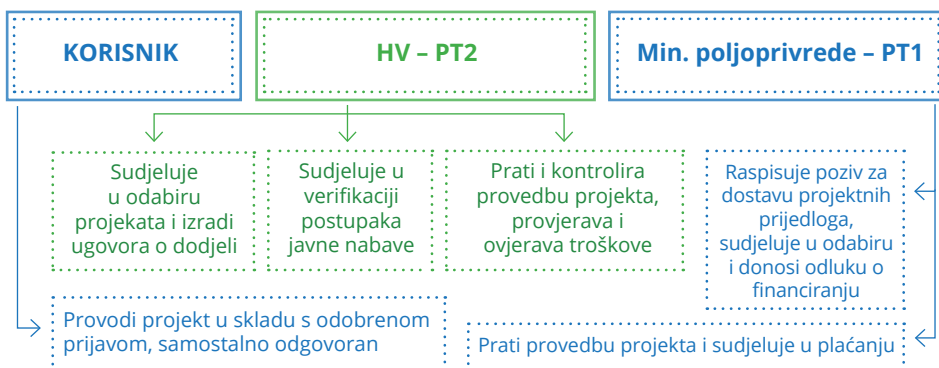 KORISNIK
HV – PT2
Min. poljoprivrede – PT1
Sudjeluje
u odabiru
projekata i izradi
ugovora o dodjeli
Sudjeluje u
verifikaciji
postupaka
javne nabave
Prati i kontrolira
provedbu projekta,
provjerava i
ovjerava troškove
Raspisuje poziv za
dostavu projektnih
prijedloga,
sudjeluje u odabiru
i donosi odluku o
financiranju
Provodi projekt u skladu s odobrenom
prijavom, samostalno odgovoran
Prati provedbu projekta i sudjeluje u plaćanju